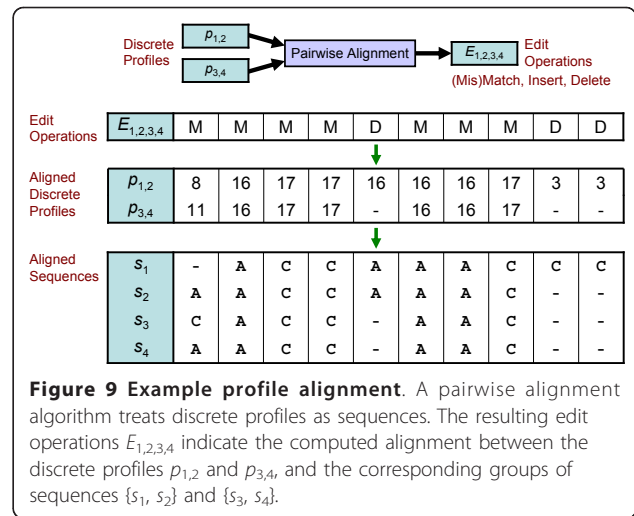 Discrete Profiles
p1,2
p3,4
Pairwise Alignment
E1,2,3,4
Edit Operations
(Mis)Match, Insert, Delete
Edit Operations
E1,2,3,4 M M M M D M M M D D
Aligned Discrete Profiles
p1,2 8 16 17 17 16 16 16 17 3 3
p3,4 11 16 17 17 - 16 16 17 - -
Aligned Sequences
s1 - A C C A A A C C C
s2 A A C C A A A C - -
s3 C A C C - A A C - -
s4 A A C C - A A C - -
Figure 9 Example profile alignment. A pairwise alignment
algorithm treats discrete profiles as sequences. The resulting edit
operations E1,2,3,4 indicate the computed alignment between the
discrete profiles p1,2 and p3,4, and the corresponding groups of
sequences {s1, s2} and {s3, s4}.